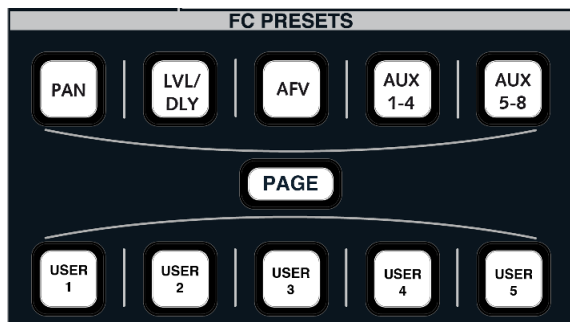 FC PRESETS
PAN
LVL/
DLY
AFV
AUX
1-4
AUX
5-8
PAGE
USER
1
USER
2
USER
3
USER
4
USER
5